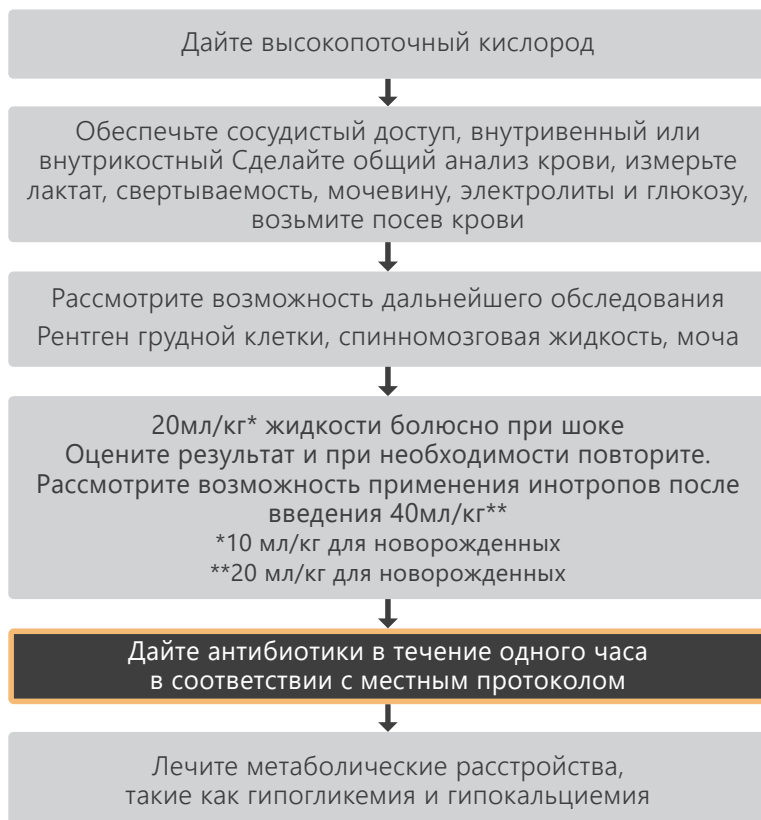 Дайте высокопоточный кислород
Обеспечьте сосудистый доступ, внутривенный или
внутрикостный Сделайте общий анализ крови, измерьте
лактат, свертываемость, мочевину, электролиты и глюкозу,
возьмите посев крови
Рассмотрите возможность дальнейшего обследования
Рентген грудной клетки, спинномозговая жидкость, моча
20мл/кг* жидкости болюсно при шоке
Оцените результат и при необходимости повторите.
Рассмотрите возможность применения инотропов после
введения 40мл/кг**
*10 мл/кг для новорожденных
**20 мл/кг для новорожденных
Дайте антибиотики в течение одного часа
в соответствии с местным протоколом
Лечите метаболические расстройства,
такие как гипогликемия и гипокальциемия